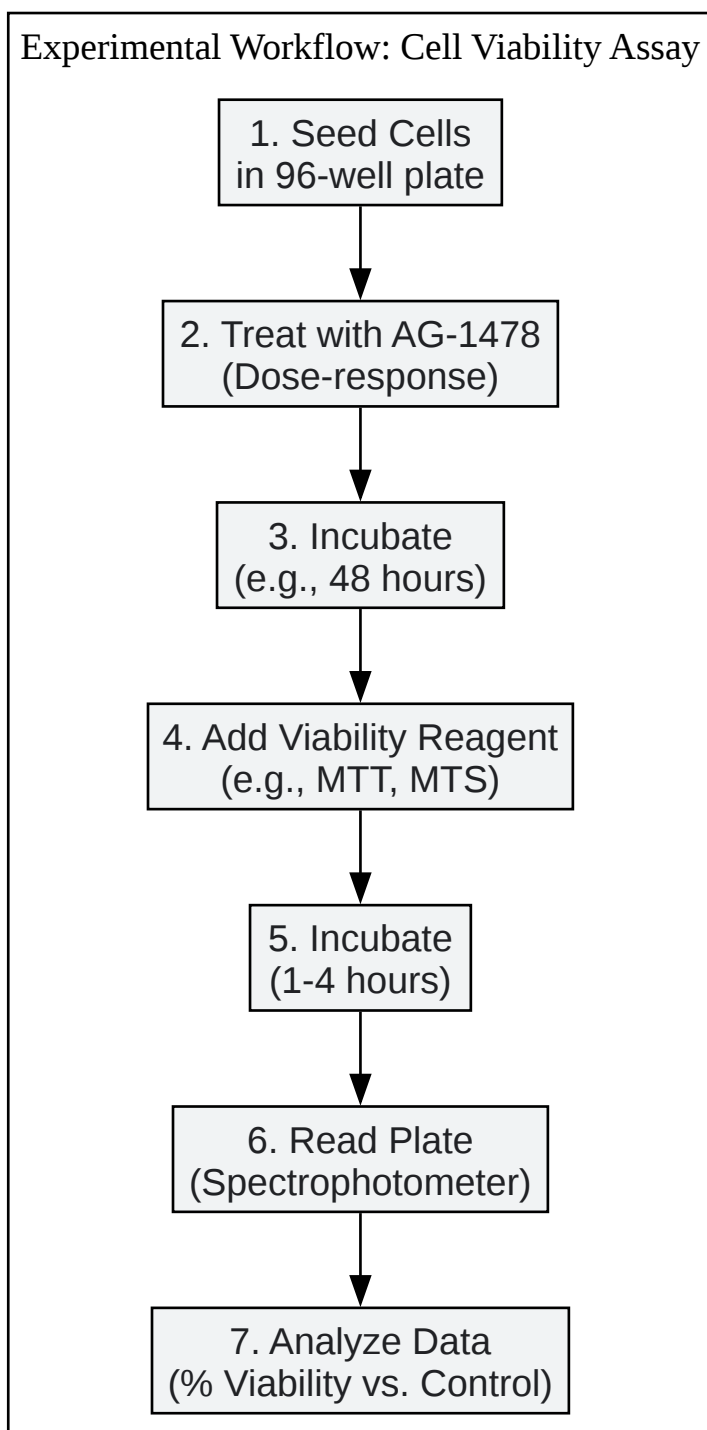 Experimental Workflow: Cell Viability Assay
1. Seed Cells
in 96-well plate
2. Treat with AG-1478
(Dose-response)
3. Incubate
(e.g., 48 hours)
4. Add Viability Reagent
(e.g., MTT, MTS)
5. Incubate
(1-4 hours)
6. Read Plate
(Spectrophotometer)
7. Analyze Data
(% Viability vs. Control)